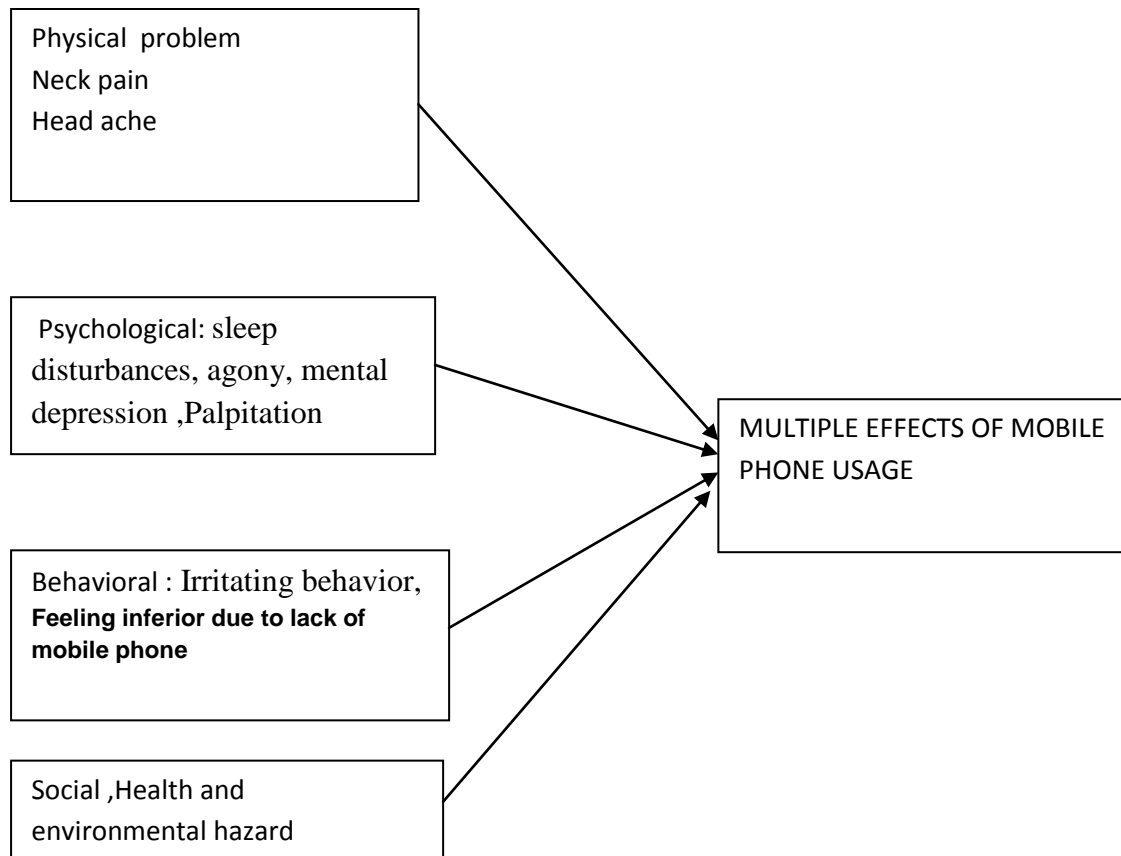 Physical  problem
Neck pain
Head ache
Psychological: sleep
disturbances, agony, mental
depression ,Palpitation
MULTIPLE EFFECTS OF MOBILE
PHONE USAGE
Behavioral : Irritating behavior,
Feeling inferior due to lack of
mobile phone
Social ,Health and
environmental hazard